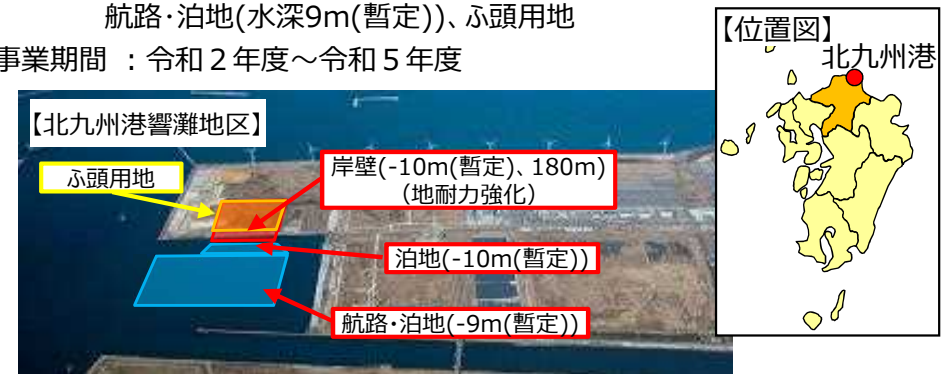 航路・泊地(水深9m(暫定))、ふ頭用地
事業期間 ：令和２年度～令和５年度
【位置図】
北九州港
【北九州港響灘地区】
ふ頭用地
岸壁(-10m(暫定)、180m)
（地耐力強化）
泊地(-10m(暫定))
航路・泊地(-9m(暫定))